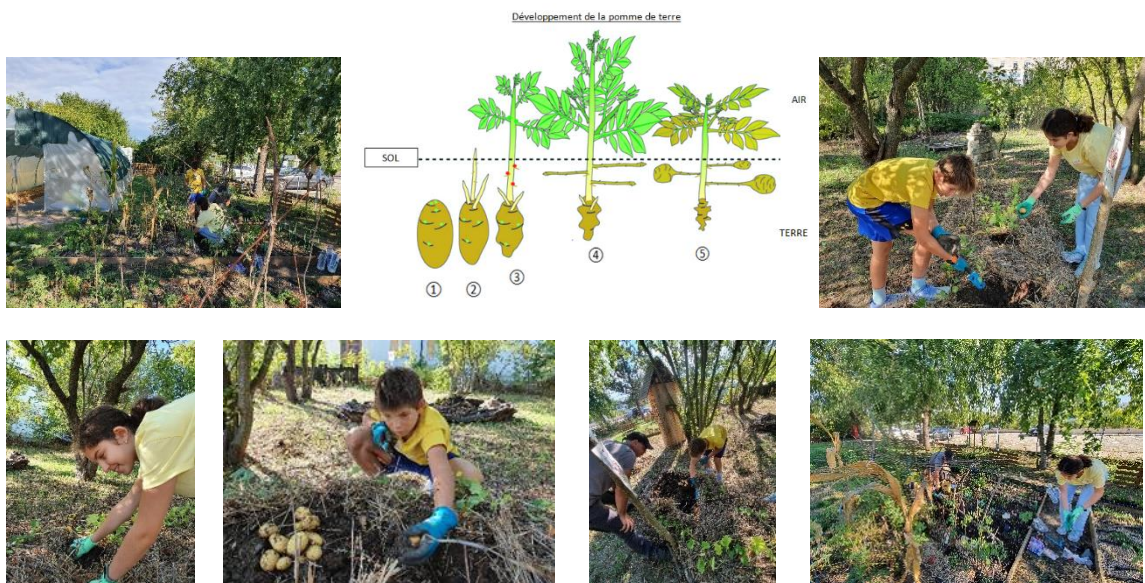 Développement de la pomme de terre
AIR
SOL
TERRE
① ② ③ ④ ⑤